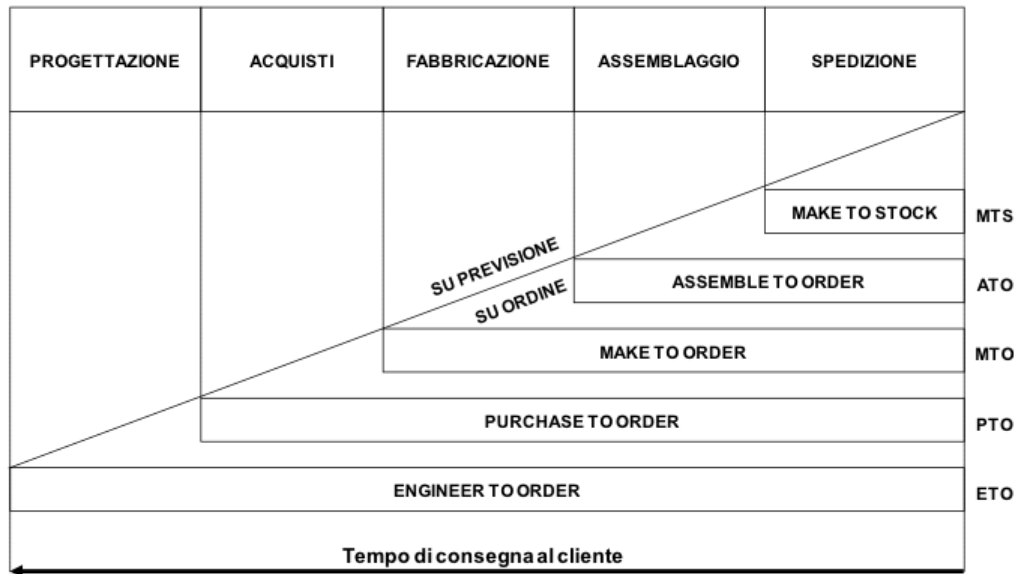 PROGETTAZIONE
ACQUISTI
FABBRICAZIONE
ASSEMBLAGGIO
SPEDIZIONE
MAKE TO STOCK
MTS
SU PREVISIONE
SU ORDINE
ASSEMBLE TO ORDER
ATO
MAKE TO ORDER
MTO
PURCHASE TO ORDER
PTO
ENGINEER TO ORDER
ETO
Tempo di consegna al cliente